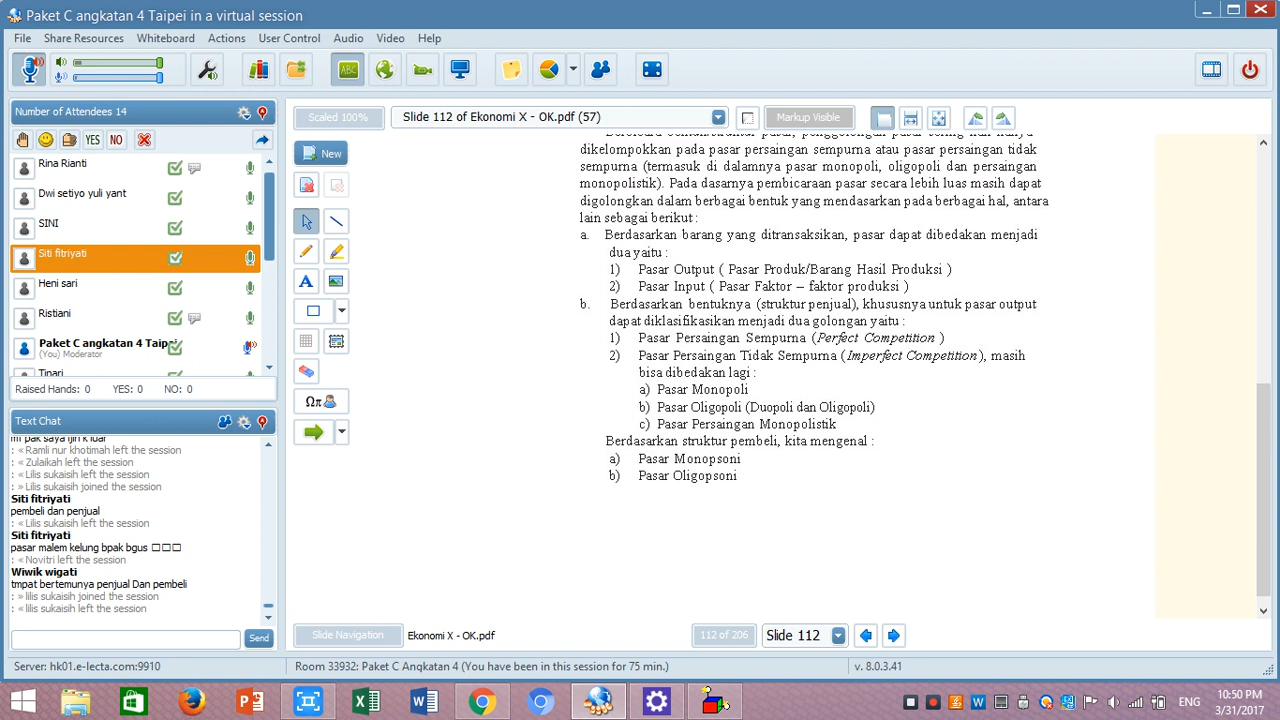 Paket C angkatan 4 Taipei in a virtual session
File Share Resources Whiteboard Actions User Control Audio Video Help
Number of Attendees 14
YES NO
Rina Rianti
Dwi setiyo yuli yant
SINI
Siti fitriyati
Heni sari
Ristiani
Paket C angkatan 4 Taipei
(You) Moderator
Tinari
Raised Hands: 0 YES: 0 NO: 0
Text Chat
mf pak saya ijin k luar
: « Ramli nur khotimah left the session
: « Zulaikah left the session
: « Lilis sukaisih left the session
: » Lilis sukaisih joined the session
Siti fitriyati
pembeli dan penjual
: « Lilis sukaisih left the session
Siti fitriyati
pasar malem kelung bpak bgus □□□
: « Novitri left the session
Wiwik wigati
tmpat bertemunya penjual Dan pembeli
: » lilis sukaisih joined the session
: « lilis sukaisih left the session
Send
Scaled 100%
Slide 112 of Ekonomi X - OK.pdf (57)
Markup Visible
New
ABC
A
Ωπ
dikelompokkan pada pasar persaingan sempurna atau pasar persaingan tidak
sempurna (termasuk di dalamnya pasar monopoli, oligopoli dan persaingan
monopolistik). Pada dasarnya pembicaraan pasar secara lebih luas masih dapat
digolongkan dalam berbagai bentuk yang mendasarkan pada berbagai hal, antara
lain sebagai berikut :
a. Berdasarkan barang yang ditransaksikan, pasar dapat dibedakan menjadi
dua yaitu :
1) Pasar Output ( Pasar Produk/Barang Hasil Produksi )
2) Pasar Input ( Pasar Faktor – faktor produksi )
b. Berdasarkan bentuknya (struktur penjual), khususnya untuk pasar output
dapat diklasifikasikan menjadi dua golongan yaitu :
1) Pasar Persaingan Sempurna (Perfect Competition )
2) Pasar Persaingan Tidak Sempurna (Imperfect Competition), masih
bisa dibedakan lagi :
a) Pasar Monopoli
b) Pasar Oligopoli (Duopoli dan Oligopoli)
c) Pasar Persaingan Monopolistik
Berdasarkan struktur pembeli, kita mengenal :
a) Pasar Monopsoni
b) Pasar Oligopsoni
Slide Navigation Ekonomi X - OK.pdf 112 of 206 Slide 112
Server: hk01.e-lecta.com:9910 Room 33932: Paket C Angkatan 4 (You have been in this session for 75 min.) v. 8.0.3.41
ENG
10:50 PM
3/31/2017